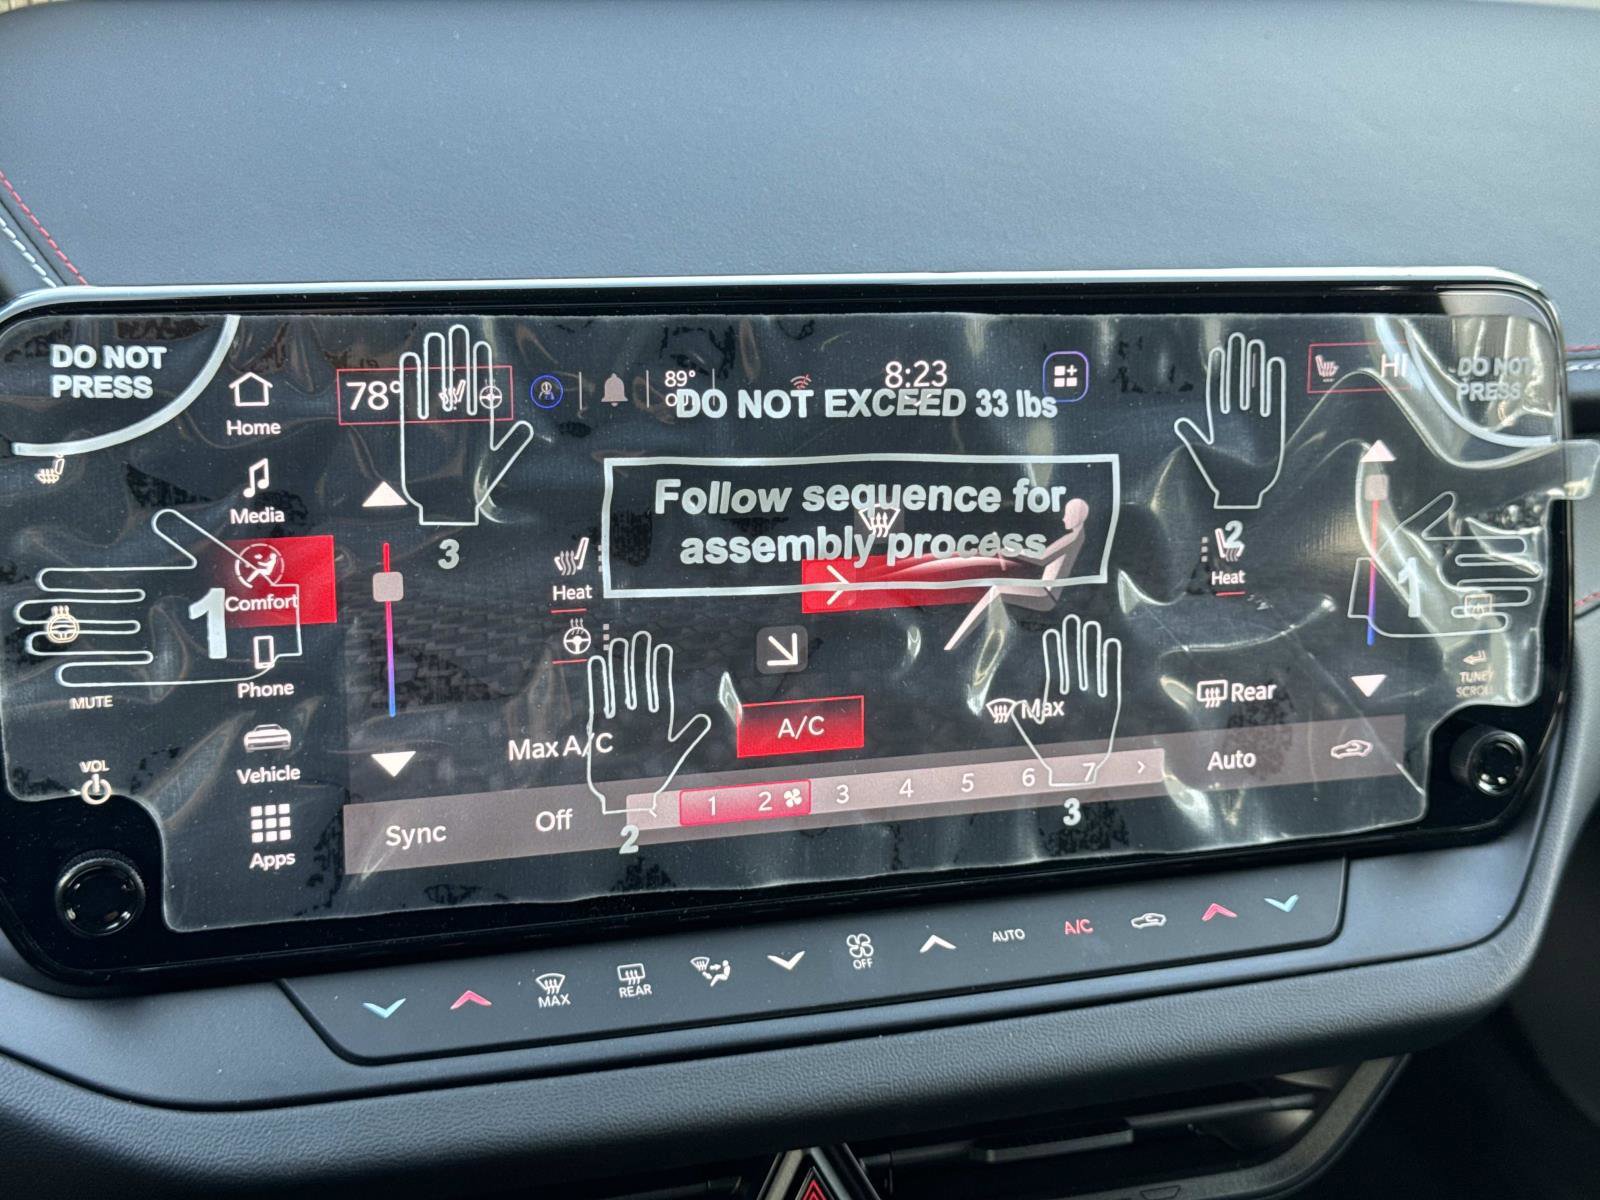 DO NOT
PRESS
Home
78°
89°
8:23
HI
DO NOT
PRESS
DO NOT EXCEED 33 lbs
Media
Follow sequence for
assembly process
3
2
Heat
Heat
1
Comfort
1
MUTE
Phone
TUNE/
SCROLL
Rear
Max
A/C
Max A/C
Auto
VOL
Vehicle
1 2 3 4 5 6 7
Off
Sync
2
3
Apps
MAX
REAR
OFF
AUTO
A/C